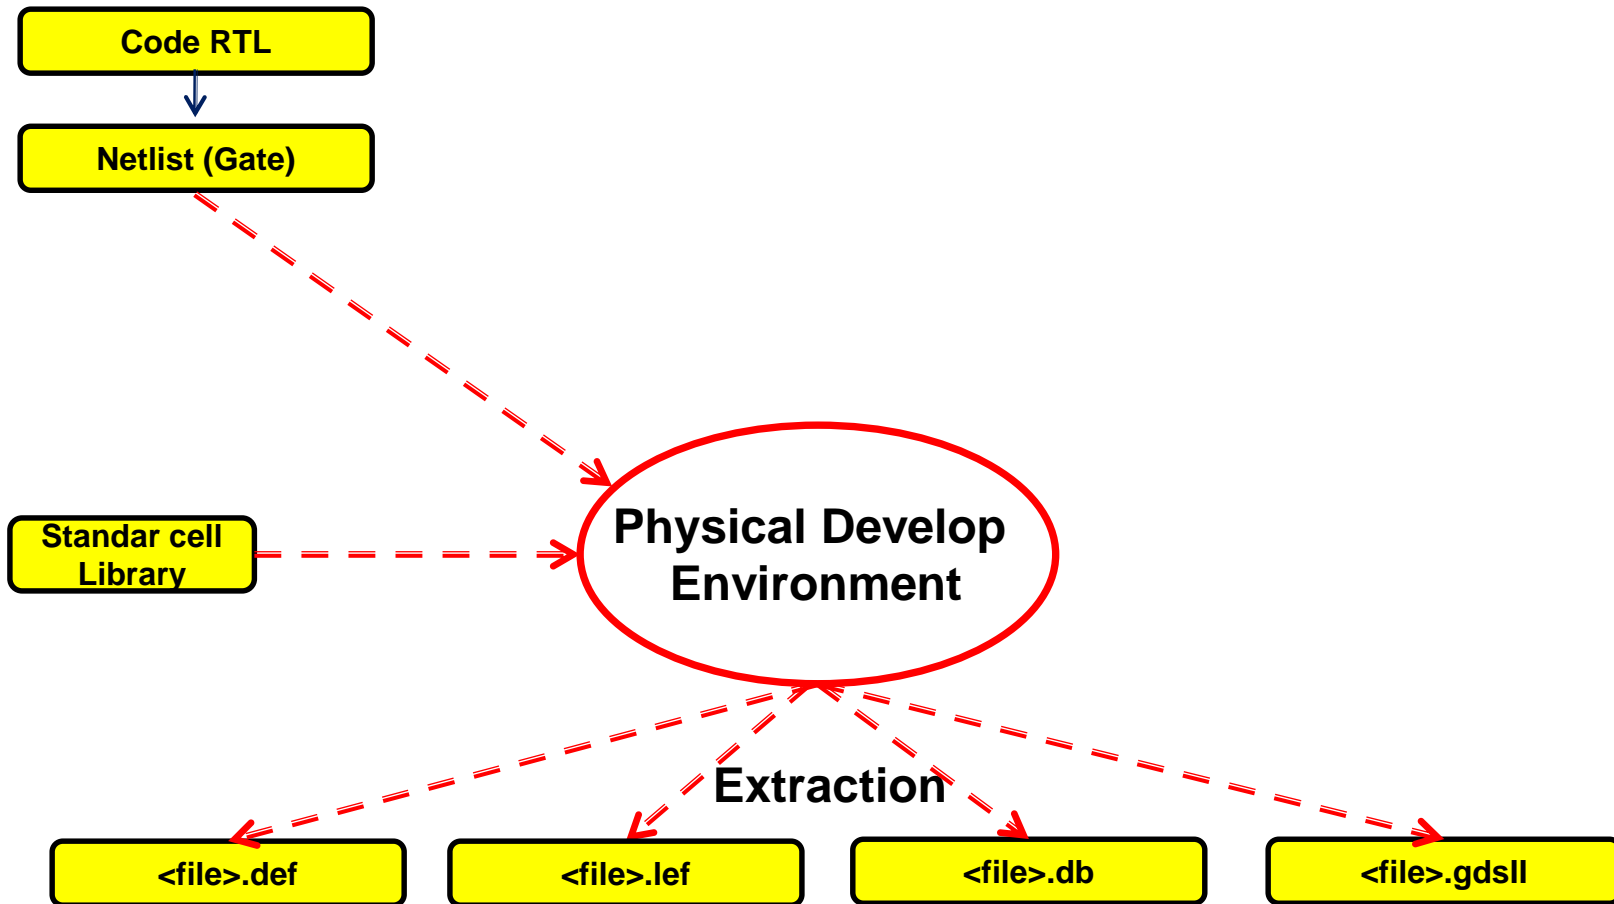 Code RTL
Netlist (Gate)
Physical Develop
Environment
Standar cell
Library
Extraction
<file>.def
<file>.lef
<file>.db
<file>.gdsII